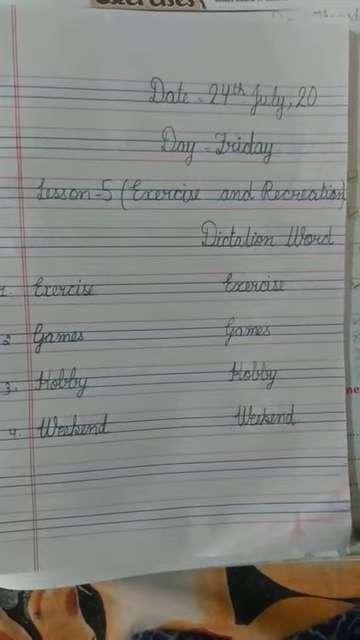 Exercises
Date - 24th July, 20
Day - Friday
Lesson-5 (Exercise and Recreation)
Dictation Word
1. Exercise Exercise
2. Games Games
3. Hobby Hobby
4. Weekend Weekend